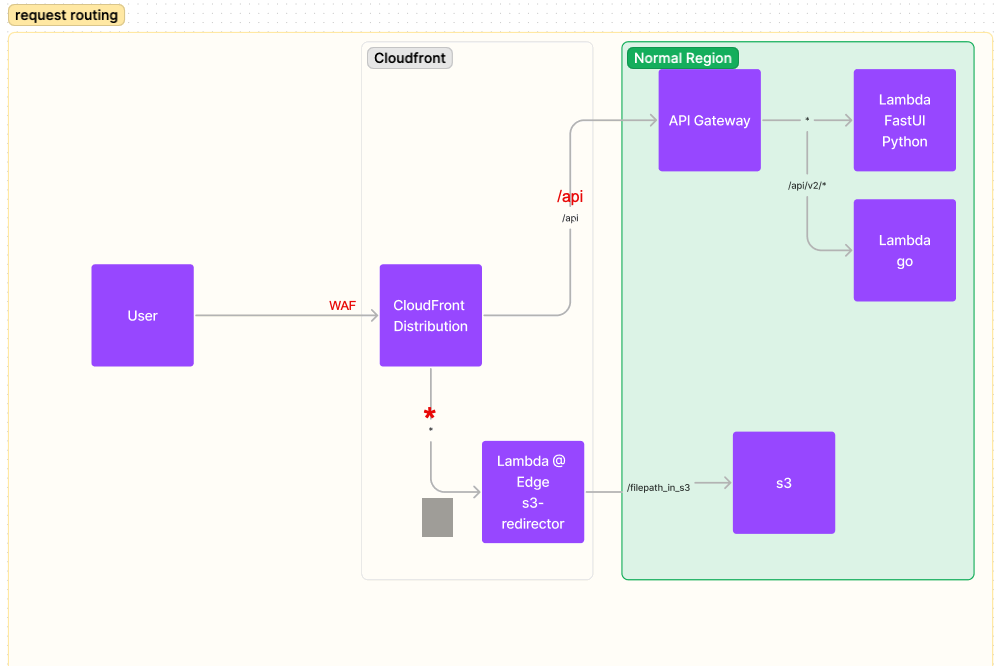 request routing
Cloudfront
Normal Region
API Gateway
*
Lambda
FastUI
Python
/api
/api
/api/v2/*
Lambda
go
User
WAF
CloudFront
Distribution
*
*
Lambda @
Edge
s3-
redirector
/filepath_in_s3
s3